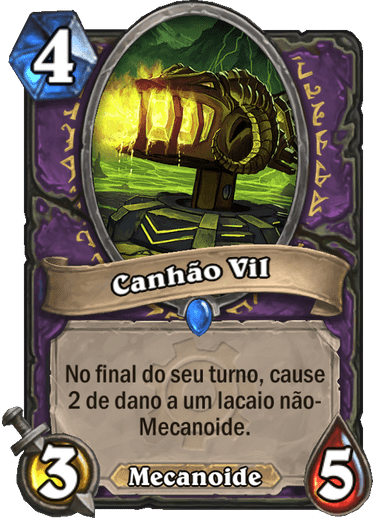 4
Canhão Vil
No final do seu turno, cause
2 de dano a um lacaio não-
Mecanoide.
3
Mecanoide
5